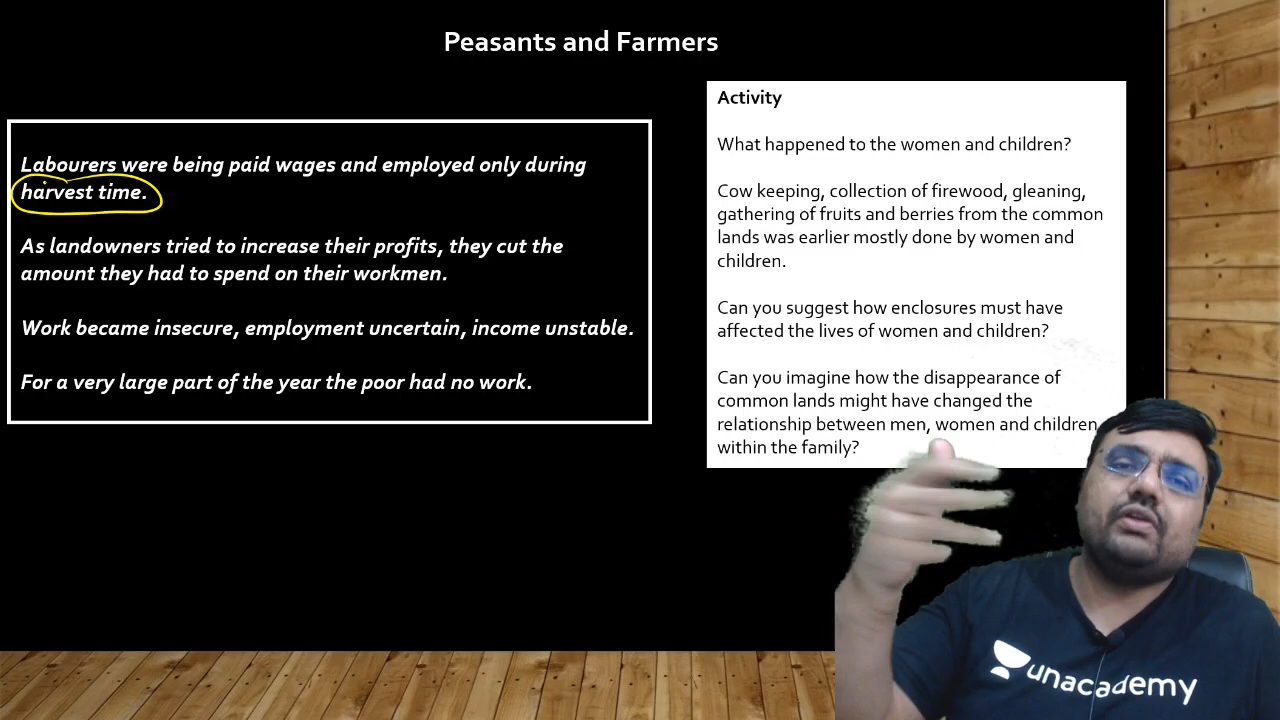 Peasants and Farmers
Labourers were being paid wages and employed only during
harvest time.
As landowners tried to increase their profits, they cut the
amount they had to spend on their workmen.
Work became insecure, employment uncertain, income unstable.
For a very large part of the year the poor had no work.
Activity
What happened to the women and children?
Cow keeping, collection of firewood, gleaning,
gathering of fruits and berries from the common
lands was earlier mostly done by women and
children.
Can you suggest how enclosures must have
affected the lives of women and children?
Can you imagine how the disappearance of
common lands might have changed the
relationship between men, women and children
within the family?
unacademy